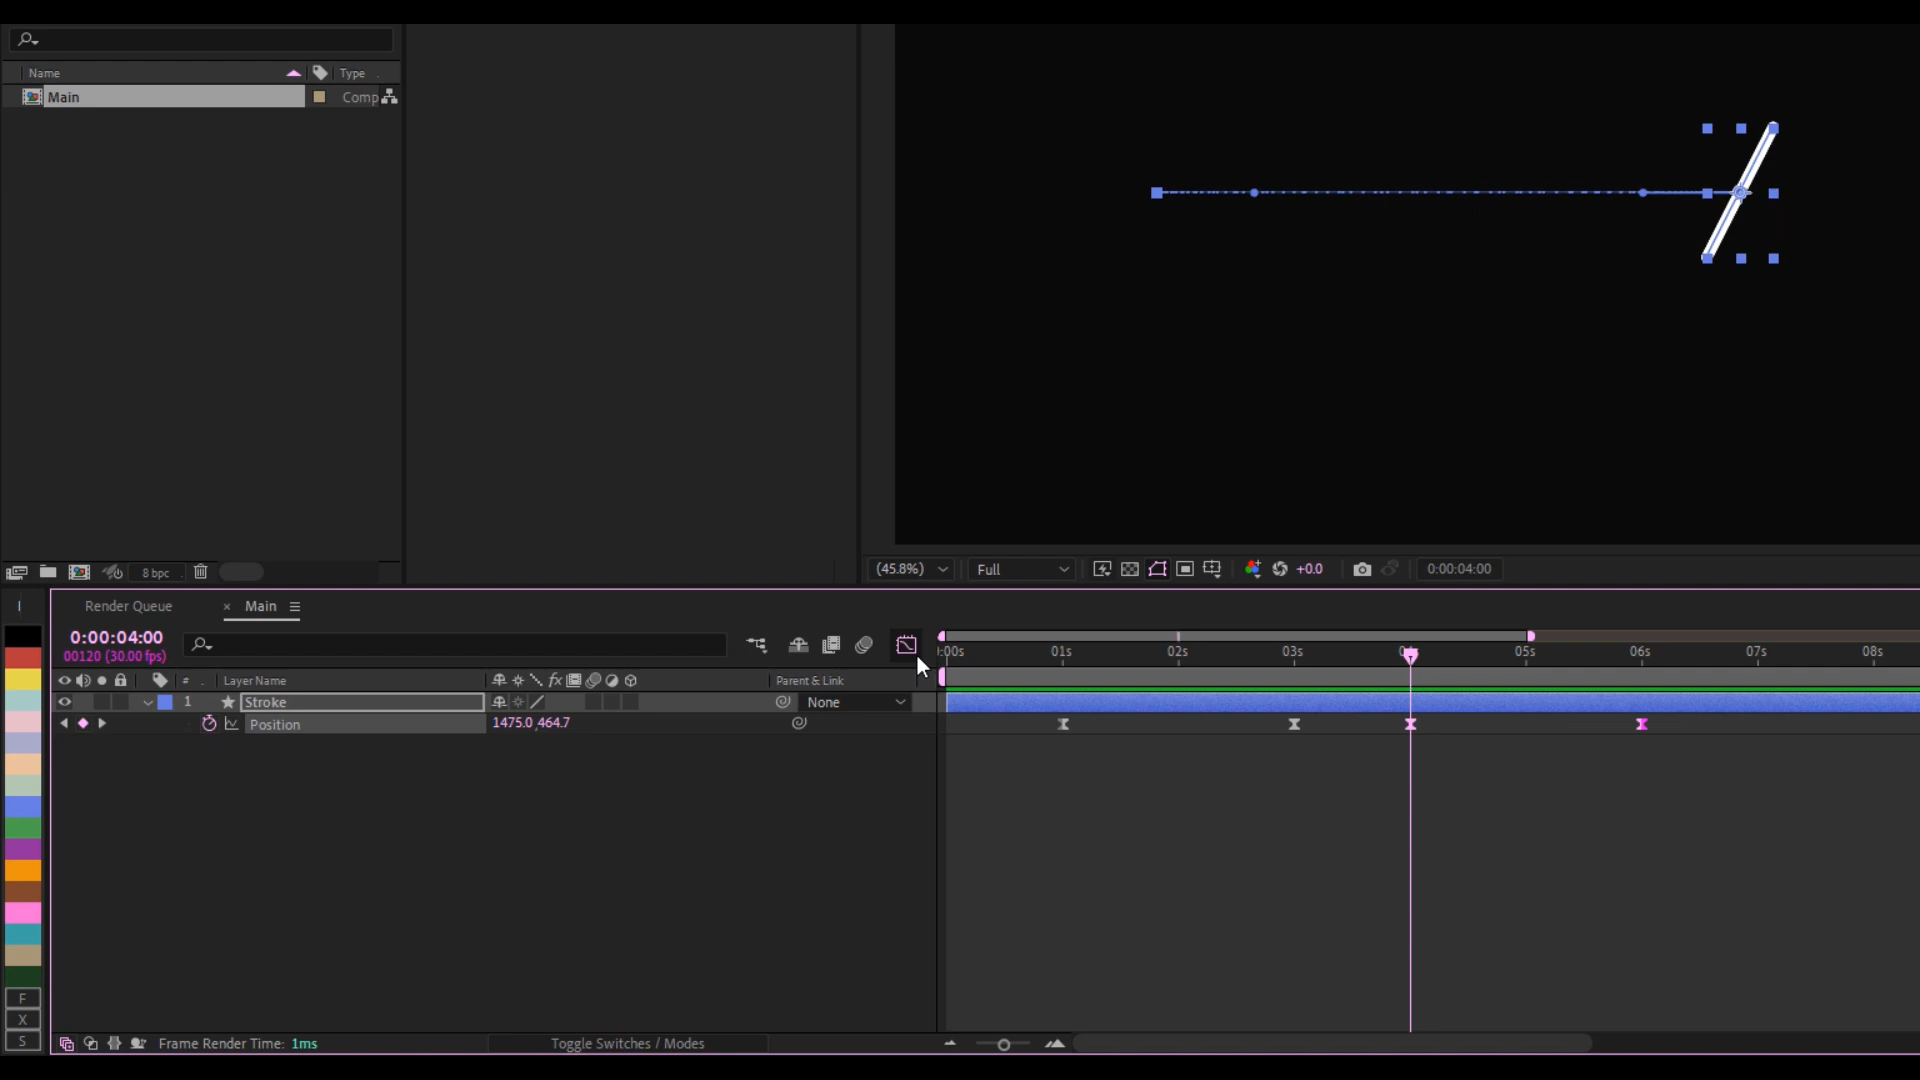 Name
Type
Main
Comp
8 bpc
(45.8%)
Full
+0.0
0:00:04:00
Render Queue
× Main
0:00:04:00
00120 (30.00 fps)
:00s 01s 02s 03s 05s 06s 07s 08s
# . Layer Name
fx
Parent & Link
1 Stroke
None
Position
1475.0,464.7
F
X
S
Frame Render Time: 1ms
Toggle Switches / Modes